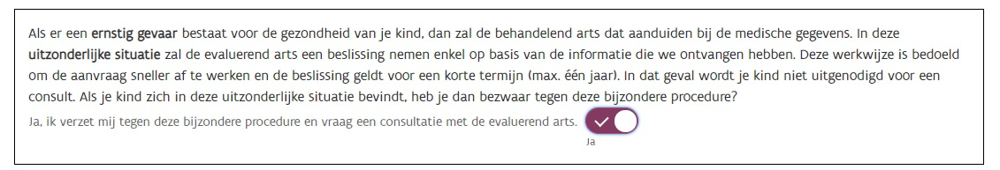 Als er een ernstig gevaar bestaat voor de gezondheid van je kind, dan zal de behandelend arts dat aanduiden bij de medische gegevens. In deze
uitzonderlijke situatie zal de evaluerend arts een beslissing nemen enkel op basis van de informatie die we ontvangen hebben. Deze werkwijze is bedoeld
om de aanvraag sneller af te werken en de beslissing geldt voor een korte termijn (max. één jaar). In dat geval wordt je kind niet uitgenodigd voor een
consult. Als je kind zich in deze uitzonderlijke situatie bevindt, heb je dan bezwaar tegen deze bijzondere procedure?
Ja, ik verzet mij tegen deze bijzondere procedure en vraag een consultatie met de evaluerend arts.
Ja